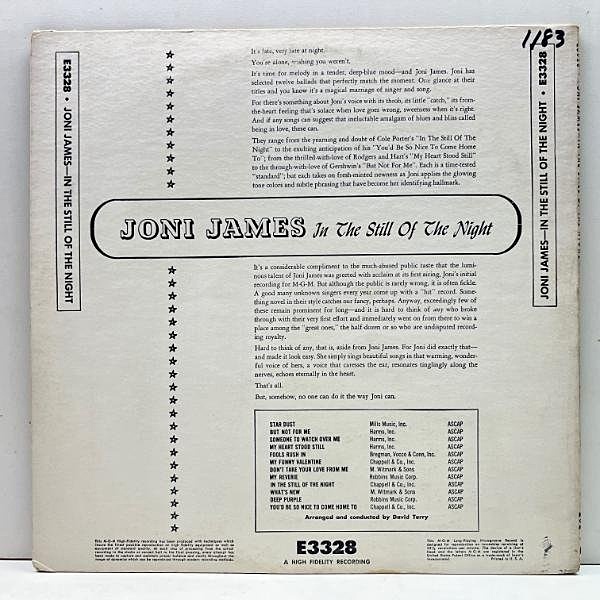 1183
E3328 • JONI JAMES—IN THE STILL OF THE NIGHT
It's late, very late at night.
You're alone, wishing you weren't.
It's time for melody in a tender, deep-blue mood—and Joni James. Joni has
selected twelve ballads that perfectly match the moment. One glance at their
titles and you know it's a magical marriage of singer and song.
For there's something about Joni's voice with its throb, its little "catch," its from-
the-heart feeling that's solace when love goes wrong, sweetness when it's right.
And if any songs can suggest that ineluctable amalgam of blues and bliss called
being in love, these can.
They range from the yearning and doubt of Cole Porter's "In The Still Of The
Night" to the exulting anticipation of his "You'd Be So Nice To Come Home
To"; from the thrilled-with-love of Rodgers and Hart's "My Heart Stood Still"
to the through-with-love of Gershwin's "But Not For Me". Each is a time-tested
"standard"; but each takes on fresh-minted newness as Joni applies the glowing
tone colors and subtle phrasing that have become her identifying hallmark.
JONI JAMES In The Still Of The Night
It's a considerable compliment to the much-abused public taste that the lumi-
nous talent of Joni James was greeted with acclaim at its first airing, Joni's initial
recording for M-G-M. But although the public is rarely wrong, it is often fickle.
A good many unknown singers every year come up with a "hit" record. Some-
thing novel in their style catches our fancy, perhaps. Anyway, exceedingly few of
these remain prominent for long—and it is hard to think of any who broke
through with their very first effort and immediately went on from there to win a
place among the "great ones," the half dozen or so who are undisputed record-
ing royalty.
Hard to think of any, that is, aside from Joni James. For Joni did exactly that—
and made it look easy. She simply sings beautiful songs in that warming, wonder-
ful voice of hers, a voice that caresses the ear, resonates tinglingly along the
nerves, echoes eternally in the heart.
That's all.
But, somehow, no one can do it the way Joni can.
STAR DUST Mills Music, Inc. ASCAP
BUT NOT FOR ME Harms, Inc. ASCAP
SOMEONE TO WATCH OVER ME Harms, Inc. ASCAP
MY HEART STOOD STILL Harms, Inc. ASCAP
FOOLS RUSH IN Bregman, Vocco & Conn, Inc. ASCAP
MY FUNNY VALENTINE Chappell & Co., Inc. ASCAP
DON'T TAKE YOUR LOVE FROM ME M. Witmark & Sons ASCAP
MY REVERIE Robbins Music Corp. ASCAP
IN THE STILL OF THE NIGHT Chappell & Co., Inc. ASCAP
WHAT'S NEW M. Witmark & Sons ASCAP
DEEP PURPLE Robbins Music Corp. ASCAP
YOU'D BE SO NICE TO COME HOME TO Chappell & Co., Inc. ASCAP
Arranged and conducted by David Terry
E3328
A HIGH FIDELITY RECORDING
JONI JAMES—IN THE STILL OF THE NIGHT • E3328
Printed in U. S. A.